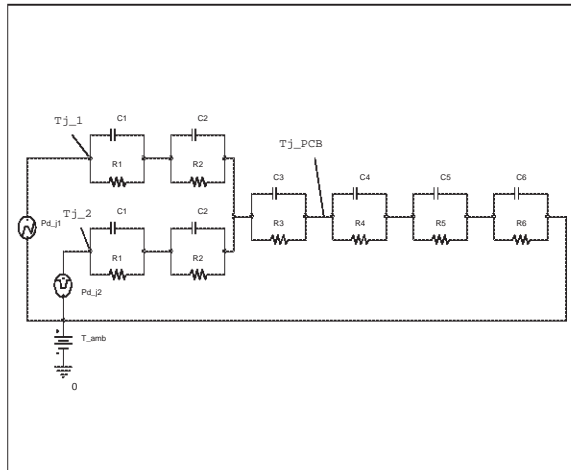 C1 C2
Tj_1
Tj_PCB
R1 R2
C3 C4 C5 C6
Tj_2
C1 C2
Pd_j1
R3 R4 R5 R6
R1 R2
Pd_j2
T_amb
0